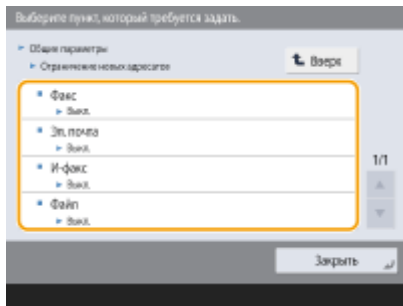 Выберите пункт, который требуется задать.
Общие параметры
Ограничение новых адресатов
Вверх
Факс
Выкл.
Эл. почта
Выкл.
И-факс
Выкл.
Файл
Выкл.
1/1
Закрыть